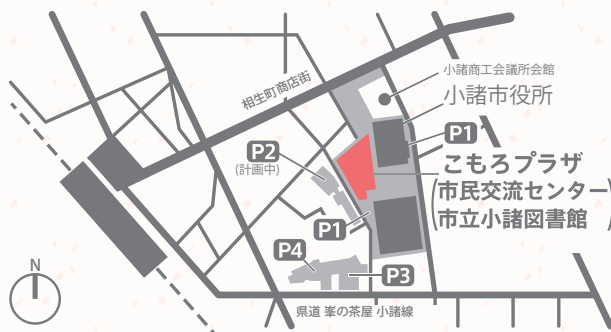 相生町商店街
小諸商工会議所会館
小諸市役所
P1
P2
(計画中)
こもろプラザ
(市民交流センター)
(市立小諸図書館)
P1
P4
P3
N
県道 峯の茶屋 小諸線